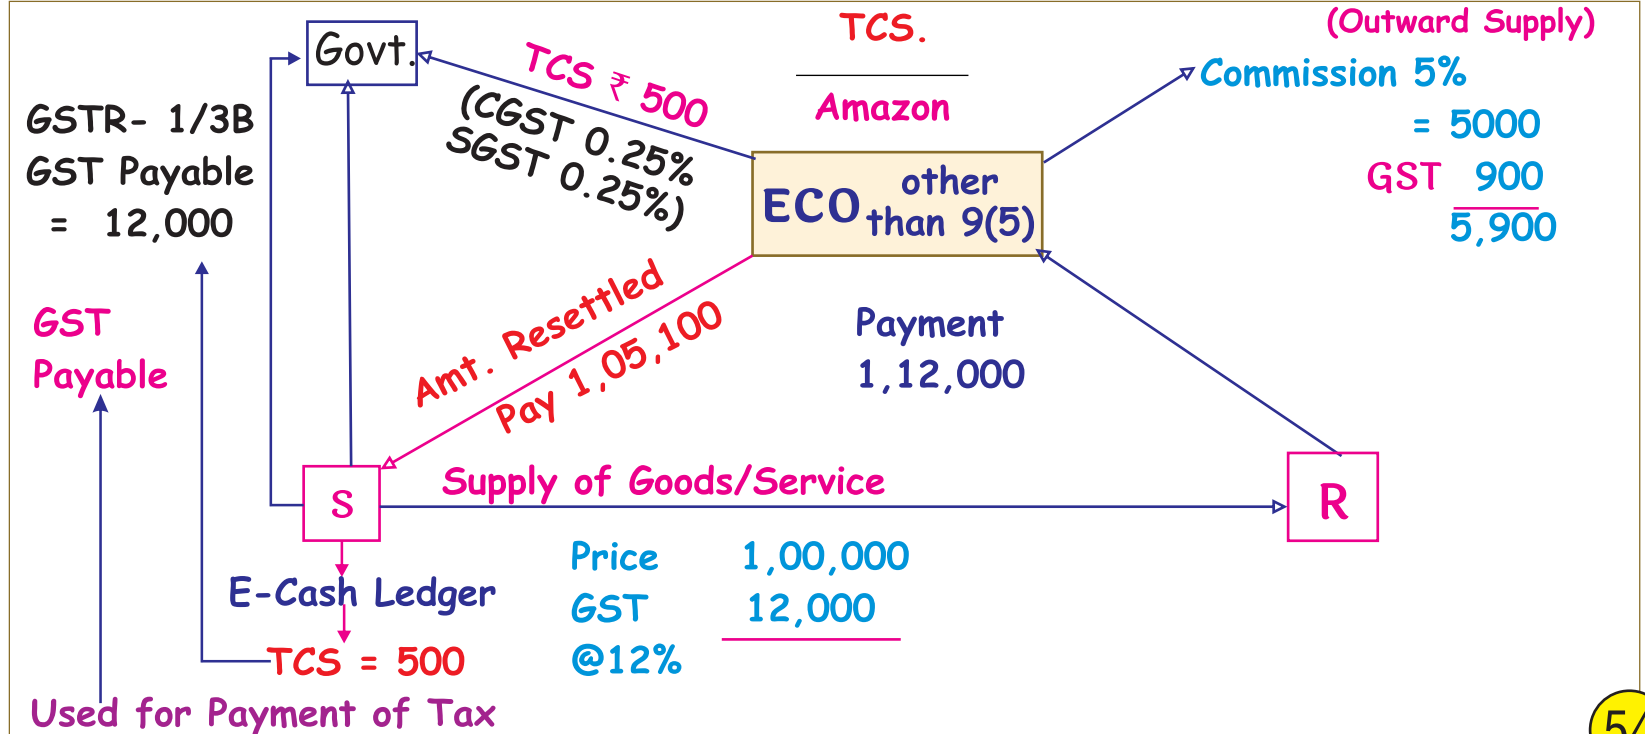 TCS.
(Outward Supply)
Govt.
TCS ₹ 500
(CGST 0.25%
SGST 0.25%)
Amazon
Commission 5%
= 5000
GST 900
5,900
GSTR- 1/3B
GST Payable
= 12,000
ECO other
than 9(5)
Amt. Resettled
Pay 1,05,100
Payment
1,12,000
GST
Payable
S
Supply of Goods/Service
R
Price 1,00,000
GST 12,000
@12%
E-Cash Ledger
TCS = 500
Used for Payment of Tax